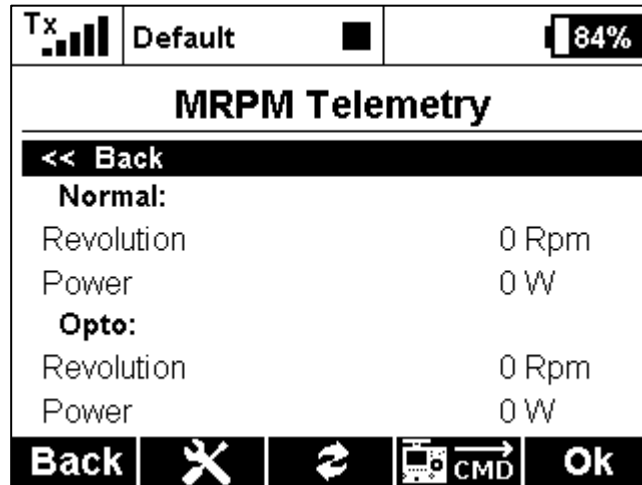 Tx Default 84%
MRPM Telemetry
<< Back
Normal:
Revolution 0 Rpm
Power 0 W
Opto:
Revolution 0 Rpm
Power 0 W
Back CMD Ok